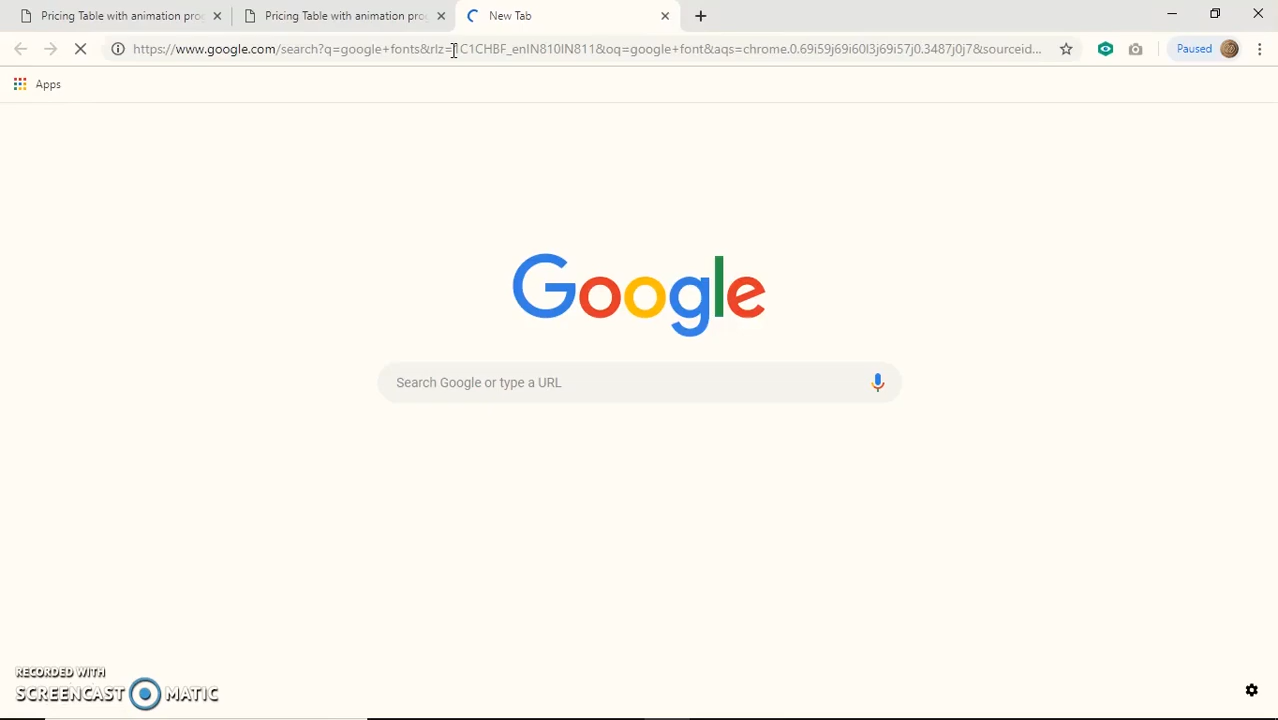 Pricing Table with animation pro
Pricing Table with animation pro
New Tab
https://www.google.com/search?q=google+fonts&rlz=1C1CHBF_enIN810IN811&oq=google+font&aqs=chrome.0.69i59j69i60l3j69i57j0.3487j0j7&sourceid...
Paused
Apps
Google
Search Google or type a URL
RECORDED WITH
SCREENCAST MATIC